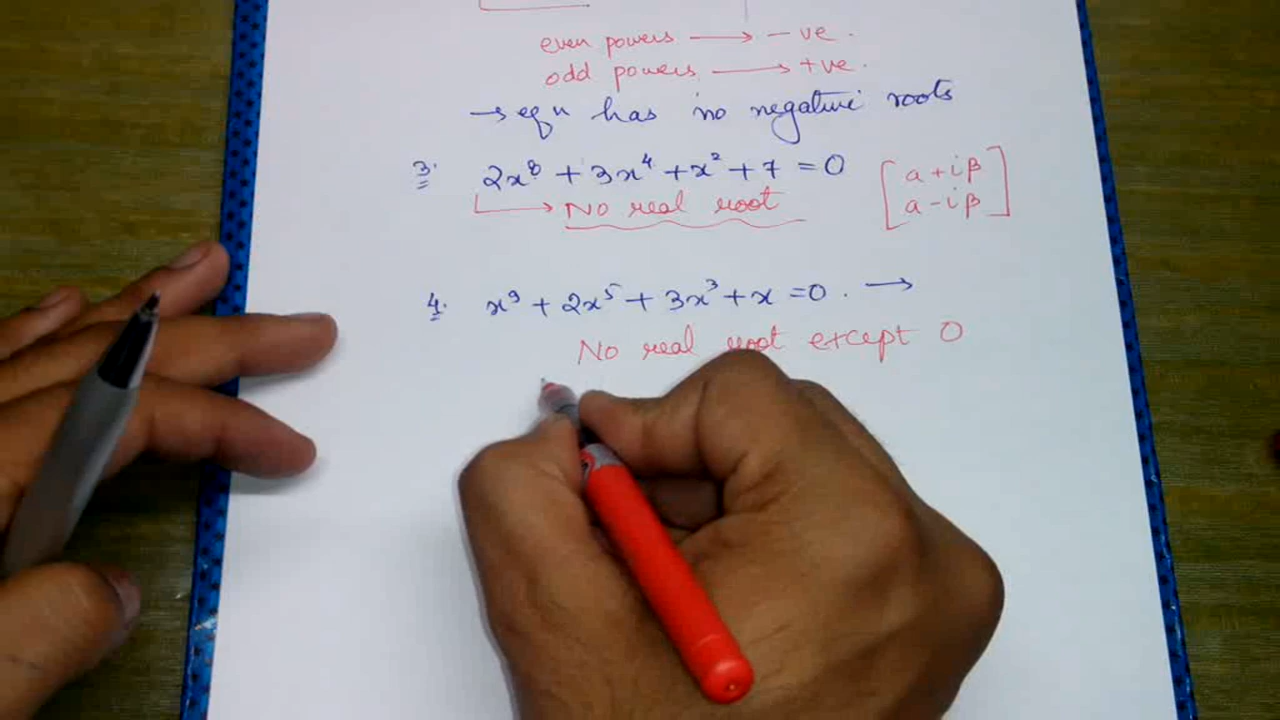 even powers → -ve.
odd powers → +ve.
→ eqn has no negative roots
3. 2x⁸ + 3x⁴ + x² + 7 = 0 [a + iβ
a - iβ]
No real root
4. x⁹ + 2x⁵ + 3x³ + x = 0. →
No real root except 0